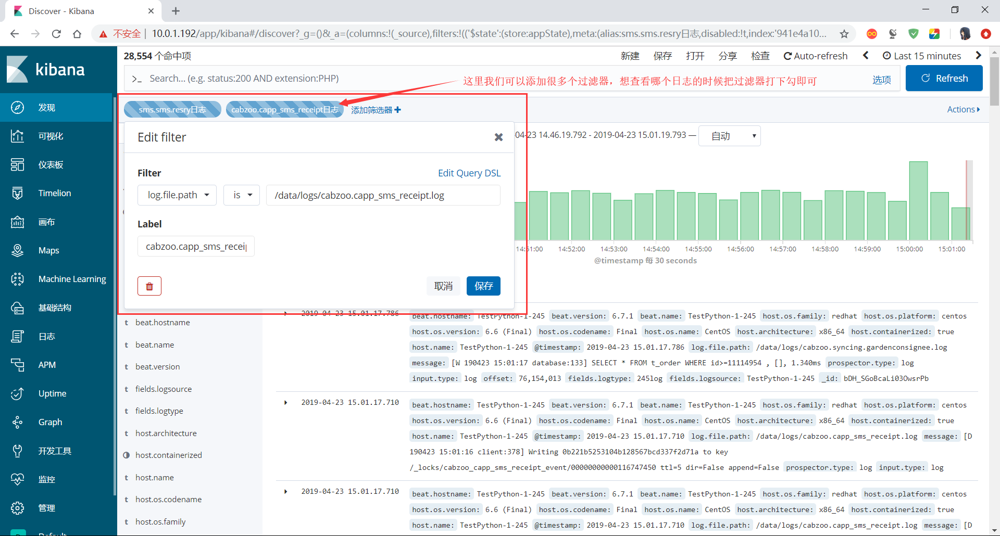 Discover - Kibana
不安全 | 10.0.1.192/app/kibana#/discover?_g=()&_a=(columns:!(_source),filters:!(('$state':(store:appState),meta:(alias:sms.sms.resry日志,disabled:!t,index:'941e4a10...
kibana
发现
可视化
仪表板
Timelion
画布
Maps
Machine Learning
基础结构
日志
APM
Uptime
Graph
开发工具
监控
管理
Default
28,554 个命中项
新建 保存 打开 分享 检查 Auto-refresh Last 15 minutes
>_ Search... (e.g. status:200 AND extension:PHP)
选项
Refresh
这里我们可以添加很多个过滤器，想查看哪个日志的时候把过滤器打下勾即可
sms.sms.resry日志 cabzoo.capp_sms_receipt日志 添加筛选器
Actions
Edit filter
Filter
Edit Query DSL
log.file.path is /data/logs/cabzoo.capp_sms_receipt.log
Label
cabzoo.capp_sms_receip
取消 保存
-04-23 14.46.19.792 - 2019-04-23 15.01.19.793 — 自动
14:51:00 14:52:00 14:53:00 14:54:00 14:55:00 14:56:00 14:57:00 14:58:00 14:59:00 15:00:00 15:01:00
@timestamp 每 30 seconds
beat.hostname
t beat.name
t beat.version
t fields.logsource
t fields.logtype
t host.architecture
host.containerized
t host.name
t host.os.codename
t host.os.family
2019-04-23 15.01.17.786
beat.hostname: TestPython-1-245 beat.version: 6.7.1 beat.name: TestPython-1-245 host.os.family: redhat host.os.platform: centos
host.os.version: 6.6 (Final) host.os.codename: Final host.os.name: CentOS host.architecture: x86_64 host.containerized: true
host.name: TestPython-1-245 @timestamp: 2019-04-23 15.01.17.786 log.file.path: /data/logs/cabzoo.syncing.gardenconsignee.log
message: [W 190423 15:01:17 database:133] SELECT * FROM t_order WHERE id>=11114954 , [], 1.340ms prospector.type: log
input.type: log offset: 76,154,013 fields.logtype: 245log fields.logsource: TestPython-1-245 _id: bDH_SGoBcaLi03OwsrPb
2019-04-23 15.01.17.710
beat.hostname: TestPython-1-245 beat.version: 6.7.1 beat.name: TestPython-1-245 host.os.family: redhat host.os.platform: centos
host.os.version: 6.6 (Final) host.os.codename: Final host.os.name: CentOS host.architecture: x86_64 host.containerized: true
host.name: TestPython-1-245 @timestamp: 2019-04-23 15.01.17.710 log.file.path: /data/logs/cabzoo.capp_sms_receipt.log message: [D
190423 15:01:16 client:378] Writing 0b221b5253104b128567bcd337f2d71a to key
/_locks/cabzoo_capp_sms_receipt_event/00000000000116747450 ttl=5 dir=False append=False prospector.type: log input.type: log
2019-04-23 15.01.17.710
beat.hostname: TestPython-1-245 beat.version: 6.7.1 beat.name: TestPython-1-245 host.os.family: redhat host.os.platform: centos
host.os.version: 6.6 (Final) host.os.codename: Final host.os.name: CentOS host.architecture: x86_64 host.containerized: true
host.name: TestPython-1-245 @timestamp: 2019-04-23 15.01.17.710 log.file.path: /data/logs/cabzoo.capp_sms_receipt.log message: [D